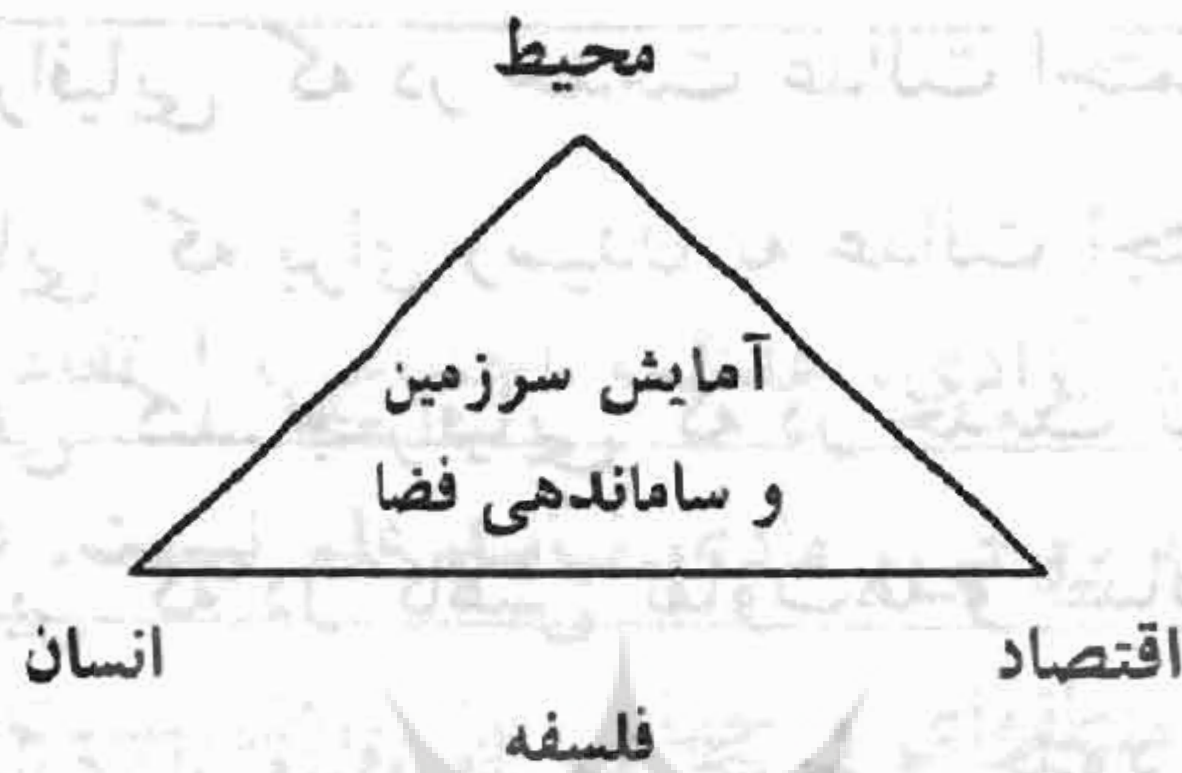 محیط
آمایش سرزمین
و ساماندهی فضا
اقتصاد
انسان
فلسفه